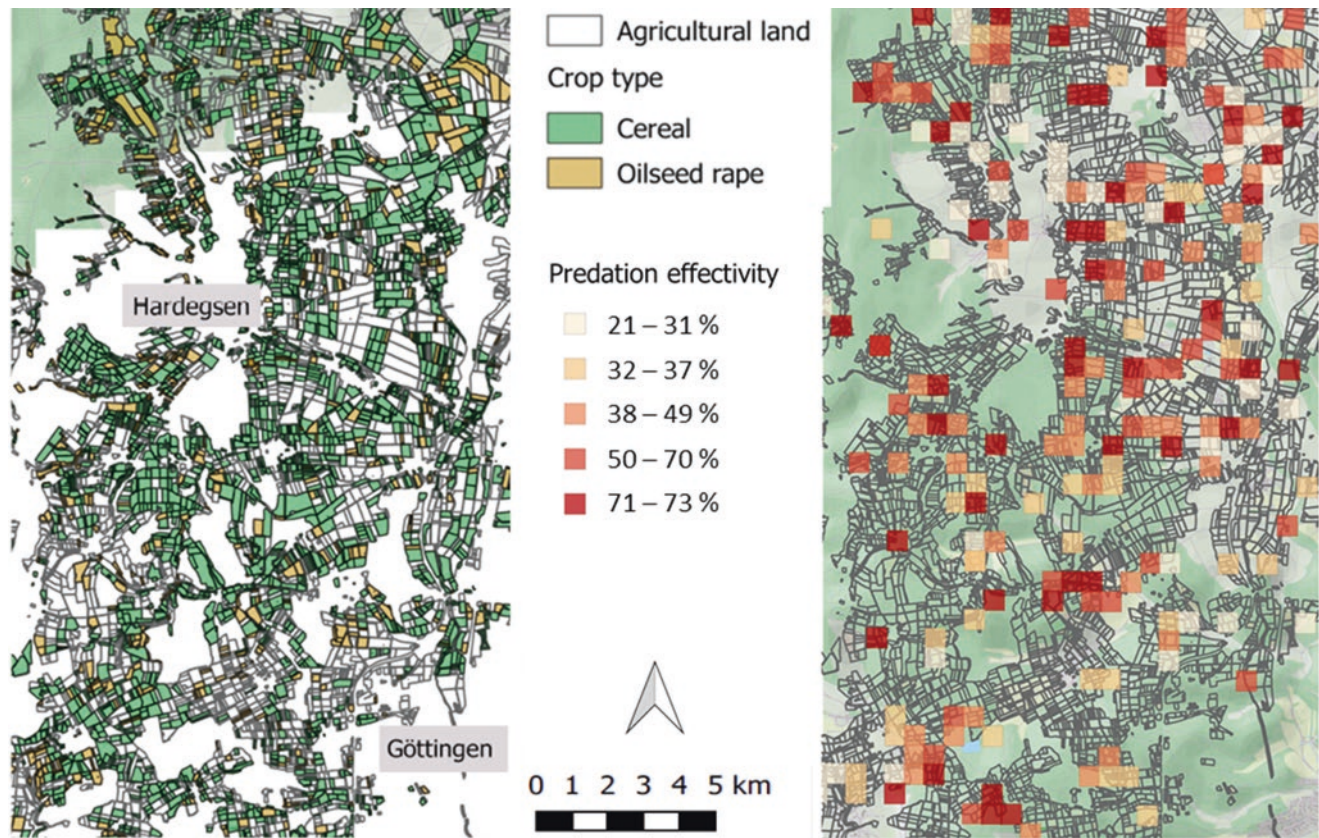 Agricultural land
Crop type
Cereal
Oilseed rape
Hardegsen
Predation effectivity
21 – 31 %
32 – 37 %
38 – 49 %
50 – 70 %
71 – 73 %
Göttingen
0 1 2 3 4 5 km